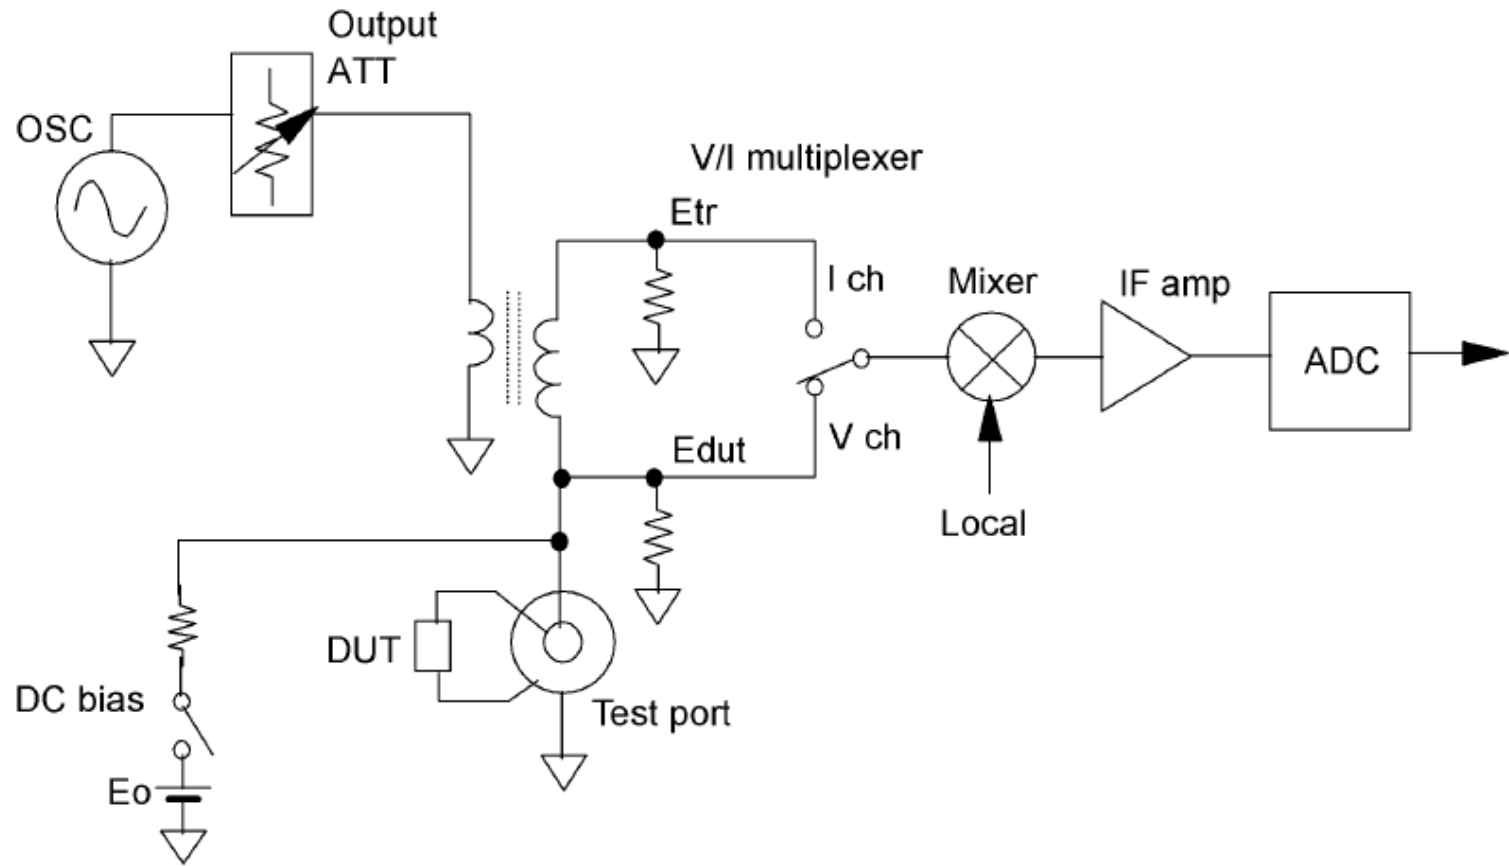 Output
ATT
OSC
V/I multiplexer
Etr
I ch
Mixer
IF amp
ADC
V ch
Edut
Local
DUT
DC bias
Test port
Eo